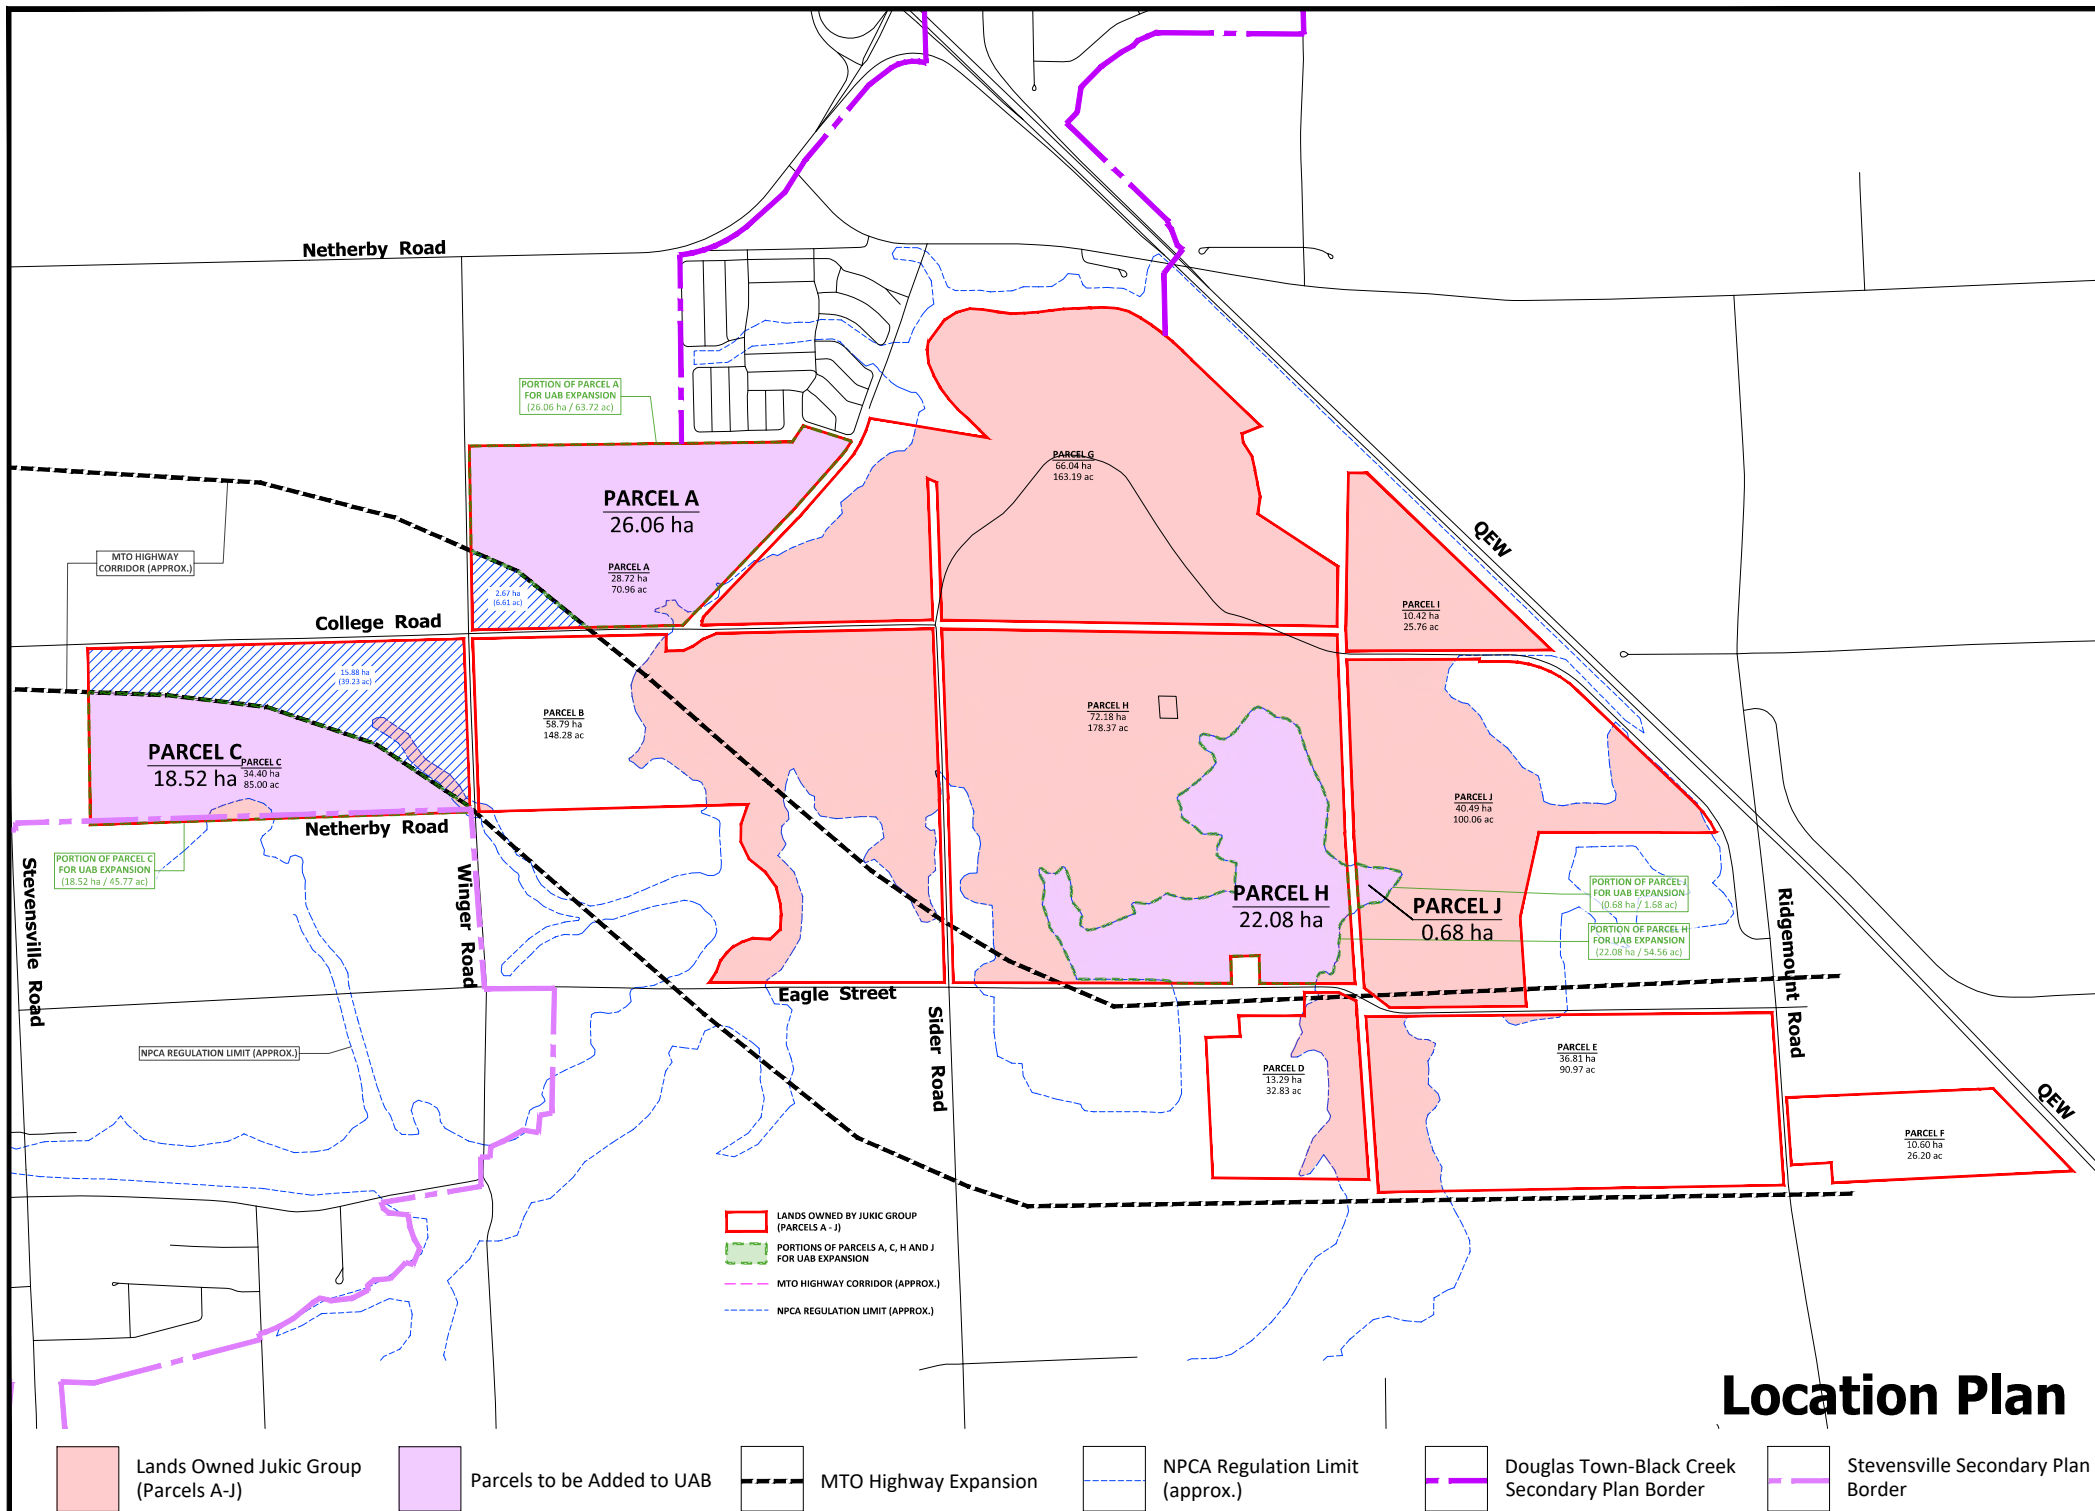 Netherby Road
PORTION OF PARCEL A
FOR UAB EXPANSION
(26.06 ha / 63.72 ac)
PARCEL A
26.06 ha
PARCEL A
28.72 ha
70.96 ac
PARCEL G
66.04 ha
163.19 ac
QEW
MTO HIGHWAY
CORRIDOR (APPROX.)
2.67 ha
(6.61 ac)
College Road
PARCEL I
10.42 ha
25.76 ac
15.88 ha
(39.23 ac)
PARCEL B
58.79 ha
148.28 ac
PARCEL H
72.18 ha
178.37 ac
PARCEL C
18.52 ha
PARCEL C
34.40 ha
85.00 ac
PARCEL J
40.49 ha
100.06 ac
Netherby Road
PORTION OF PARCEL C
FOR UAB EXPANSION
(18.52 ha / 45.77 ac)
Stevensville Road
Winger Road
PARCEL H
22.08 ha
PARCEL J
0.68 ha
PORTION OF PARCEL J
FOR UAB EXPANSION
(0.68 ha / 1.68 ac)
PORTION OF PARCEL H
FOR UAB EXPANSION
(22.08 ha / 54.56 ac)
Ridgemount Road
Eagle Street
Sider Road
NPCA REGULATION LIMIT (APPROX.)
PARCEL D
13.29 ha
32.83 ac
PARCEL E
36.81 ha
90.97 ac
QEW
PARCEL F
10.60 ha
26.20 ac
LANDS OWNED BY JUKIC GROUP
(PARCELS A - J)
PORTIONS OF PARCELS A, C, H AND J
FOR UAB EXPANSION
MTO HIGHWAY CORRIDOR (APPROX.)
NPCA REGULATION LIMIT (APPROX.)
Location Plan
Lands Owned Jukic Group
(Parcels A-J)
Parcels to be Added to UAB
MTO Highway Expansion
NPCA Regulation Limit
(approx.)
Douglas Town-Black Creek
Secondary Plan Border
Stevensville Secondary Plan
Border